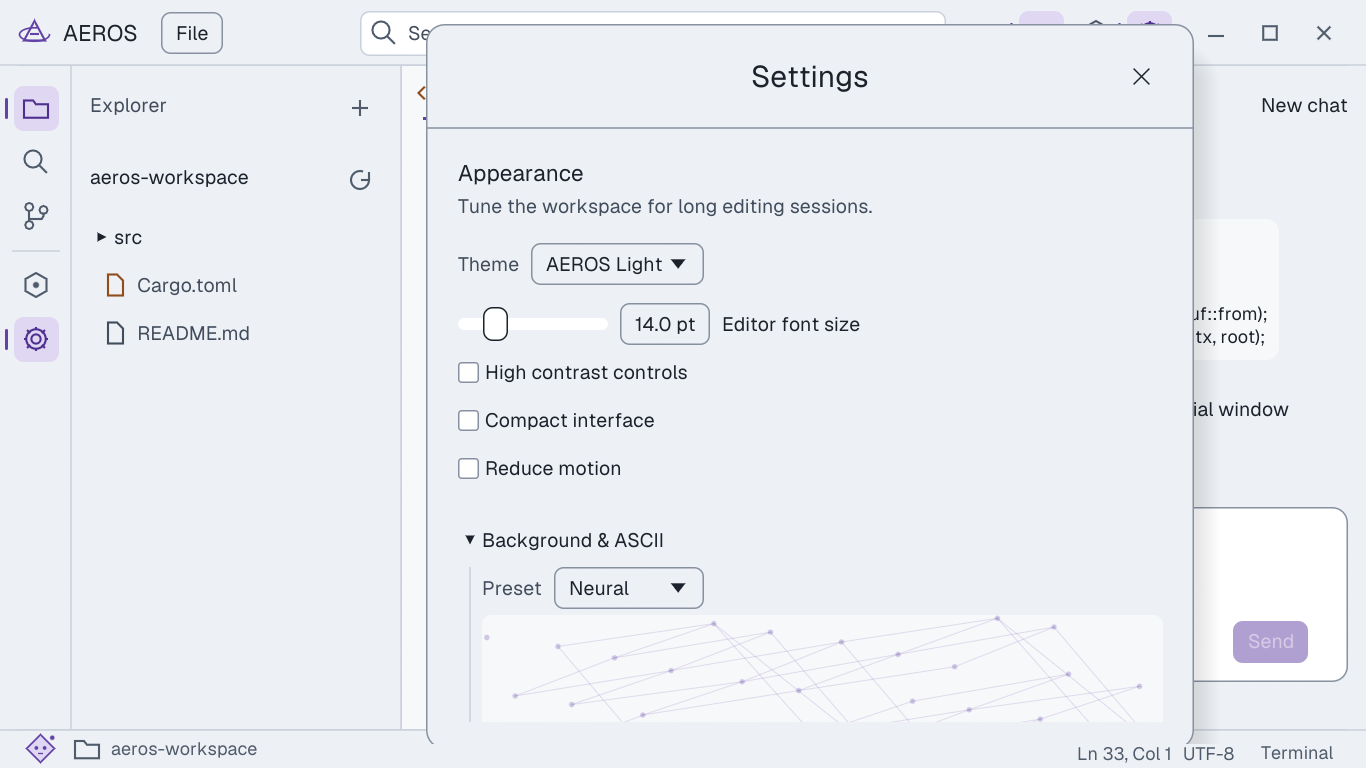 AEROS
File
Se
Settings
Explorer
New chat
aeros-workspace
src
Cargo.toml
README.md
Appearance
Tune the workspace for long editing sessions.
Theme
AEROS Light
14.0 pt
Editor font size
High contrast controls
Compact interface
Reduce motion
Background & ASCII
Preset
Neural
::from);
tx, root);
window
Send
aeros-workspace
Ln 33, Col 1
UTF-8
Terminal